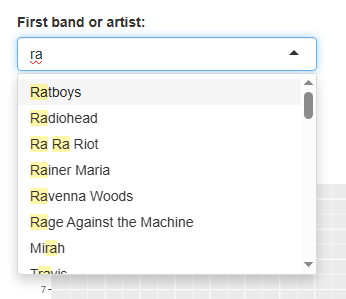 First band or artist:
ra
Ratboys
Radiohead
Ra Ra Riot
Rainer Maria
Ravenna Woods
Rage Against the Machine
Mirah
Travis
7